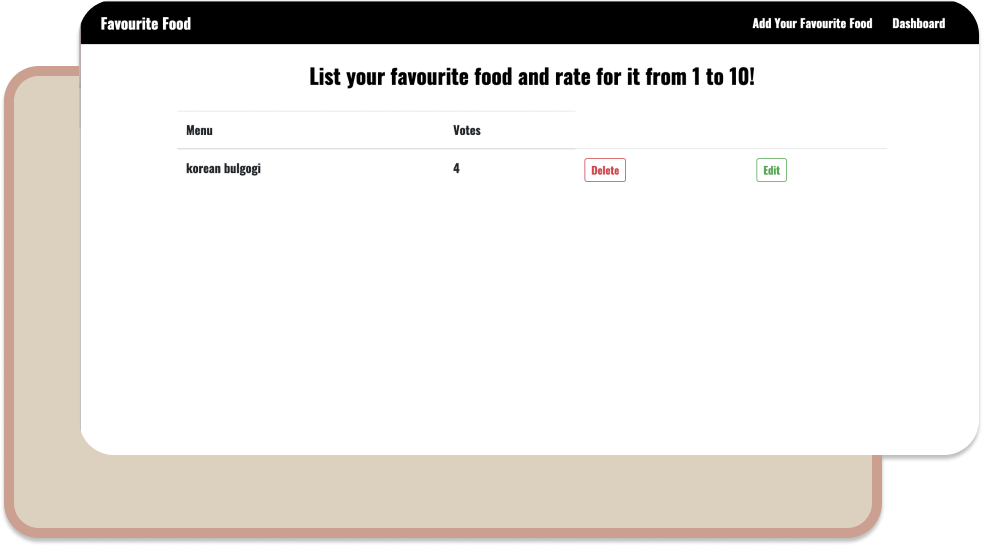 Favourite Food
Add Your Favourite Food Dashboard
List your favourite food and rate for it from 1 to 10!
Menu Votes
korean bulgogi 4 Delete Edit